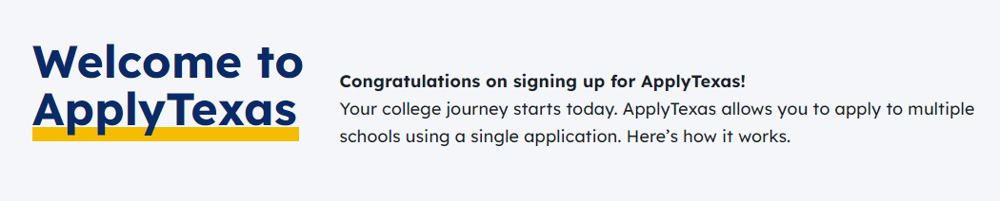 Welcome to
ApplyTexas
Congratulations on signing up for ApplyTexas!
Your college journey starts today. ApplyTexas allows you to apply to multiple
schools using a single application. Here’s how it works.